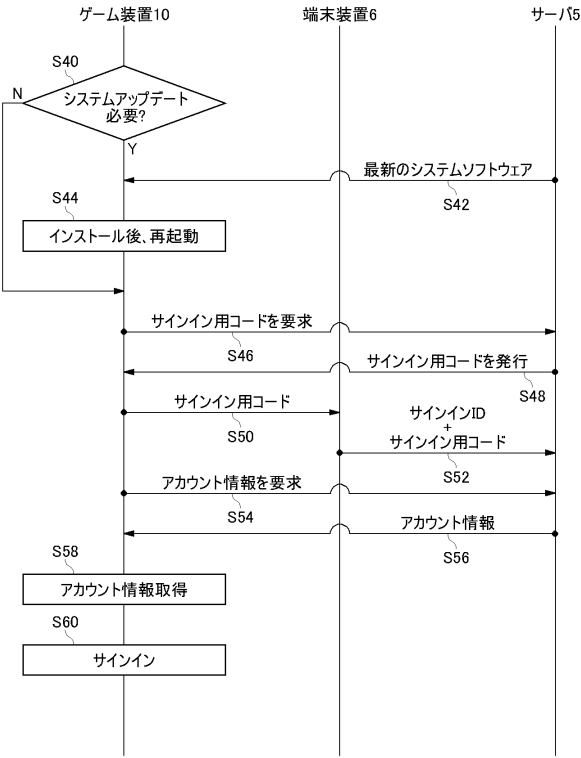 ゲーム装置10
端末装置6
サーバ5
S40
N
システムアップデート
必要?
Y
最新のシステムソフトウェア
S42
S44
インストール後、再起動
サインイン用コードを要求
S46
サインイン用コードを発行
S48
サインイン用コード
S50
サインインID
+
サインイン用コード
S52
アカウント情報を要求
S54
アカウント情報
S56
S58
アカウント情報取得
S60
サインイン